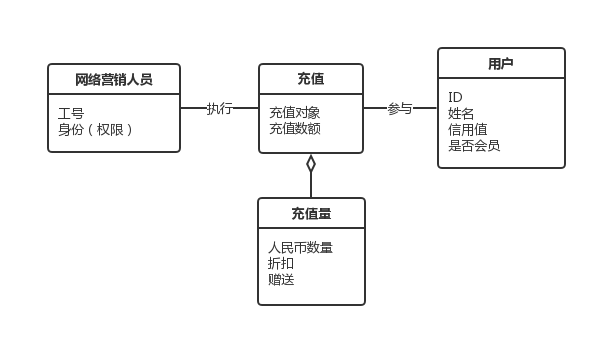 网络营销人员
工号
身份（权限）
执行
充值
充值对象
充值数额
参与
用户
ID
姓名
信用值
是否会员
充值量
人民币数量
折扣
赠送